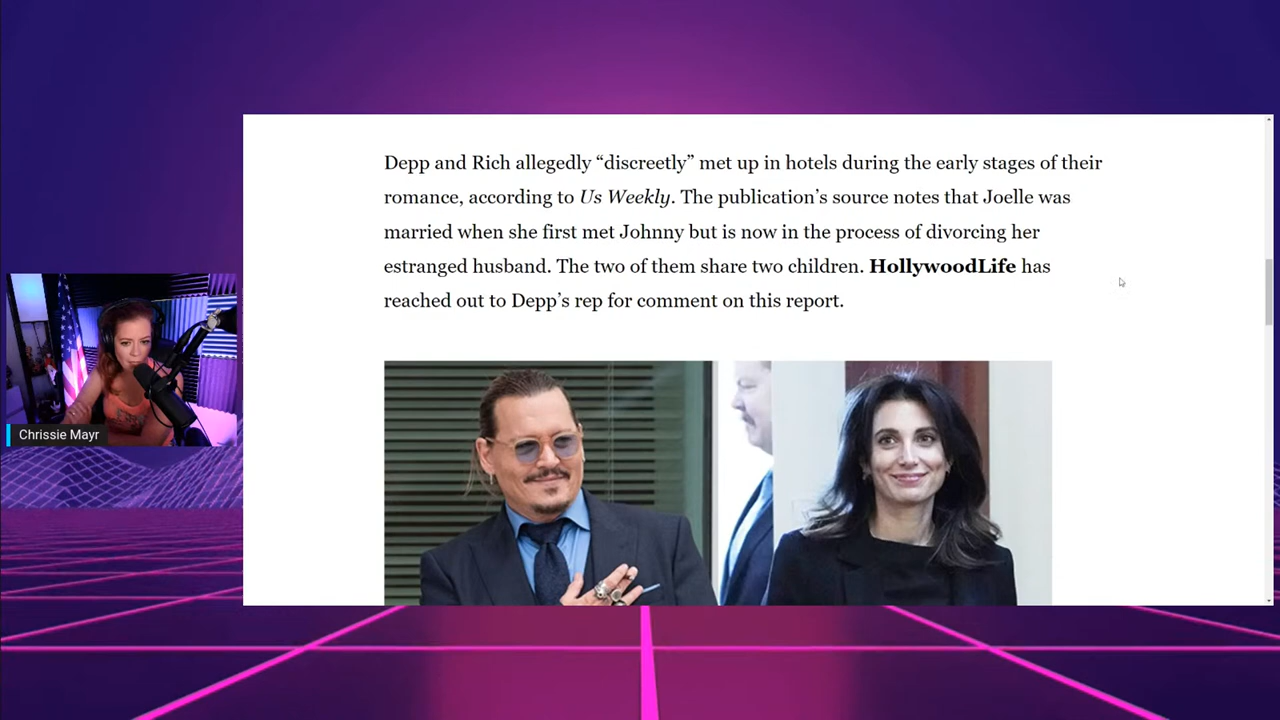 Depp and Rich allegedly “discreetly” met up in hotels during the early stages of their
romance, according to Us Weekly. The publication’s source notes that Joelle was
married when she first met Johnny but is now in the process of divorcing her
estranged husband. The two of them share two children. HollywoodLife has
reached out to Depp’s rep for comment on this report.
Chrissie Mayr